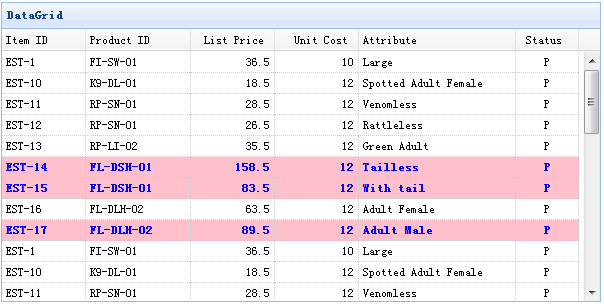 DataGrid
Item ID Product ID List Price Unit Cost Attribute Status
EST-1 FI-SW-01 36.5 10 Large P
EST-10 K9-DL-01 18.5 12 Spotted Adult Female P
EST-11 RP-SN-01 28.5 12 Venomless P
EST-12 RP-SN-01 26.5 12 Rattleless P
EST-13 RP-LI-02 35.5 12 Green Adult P
EST-14 FL-DSH-01 158.5 12 Tailless P
EST-15 FL-DSH-01 83.5 12 With tail P
EST-16 FL-DLH-02 63.5 12 Adult Female P
EST-17 FL-DLH-02 89.5 12 Adult Male P
EST-1 FI-SW-01 36.5 10 Large P
EST-10 K9-DL-01 18.5 12 Spotted Adult Female P
EST-11 RP-SN-01 28.5 12 Venomless P